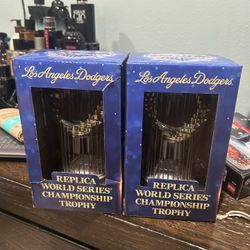 Los Angeles Dodgers
REPLICA
WORLD SERIES
CHAMPIONSHIP
TROPHY
Los Angeles Dodgers
REPLICA
WORLD SERIES
CHAMPIONSHIP
TROPHY